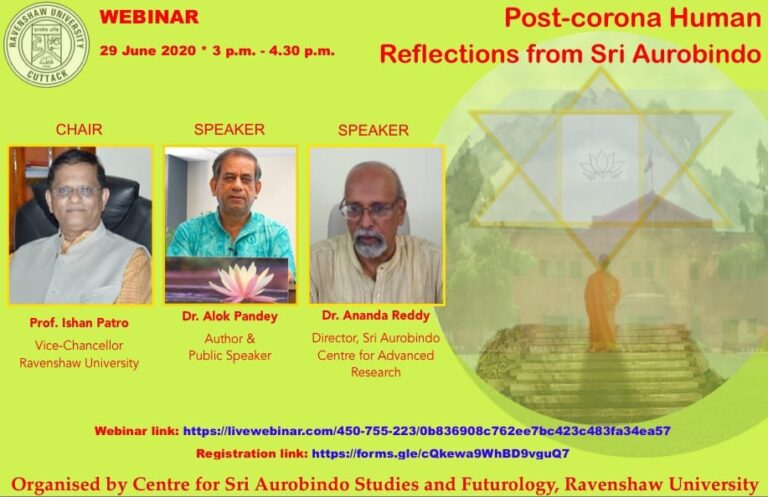 RAVENSHAW UNIVERSITY
CUTTACK
WEBINAR
29 June 2020 * 3 p.m. - 4.30 p.m.
Post-corona Human
Reflections from Sri Aurobindo
CHAIR
SPEAKER
SPEAKER
Prof. Ishan Patro
Vice-Chancellor
Ravenshaw University
Dr. Alok Pandey
Author &
Public Speaker
Dr. Ananda Reddy
Director, Sri Aurobindo
Centre for Advanced
Research
Webinar link: https://livewebinar.com/450-755-223/0b836908c762ee7bc423c483fa34ea57
Registration link: https://forms.gle/cQkewa9WhBD9vguQ7
Organised by Centre for Sri Aurobindo Studies and Futurology, Ravenshaw University